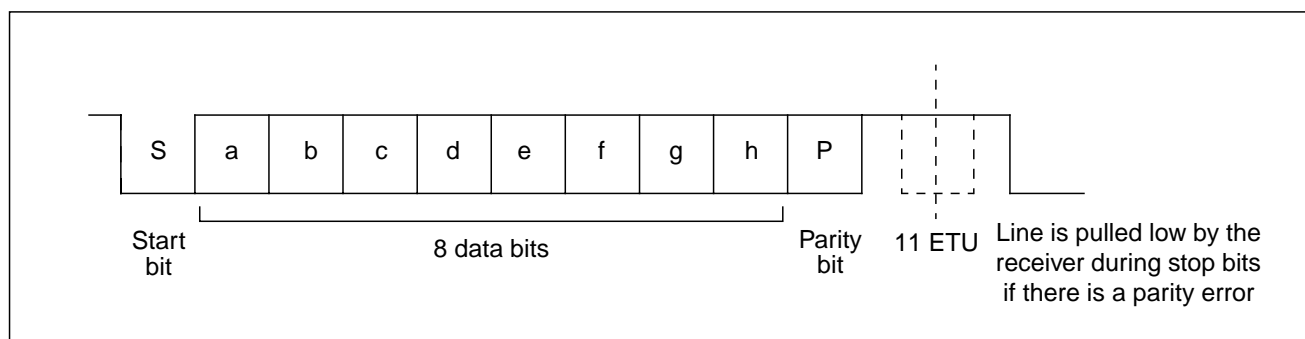 S a b c d e f g h P
Start
bit
8 data bits
Parity
bit
11 ETU
Line is pulled low by the
receiver during stop bits
if there is a parity error